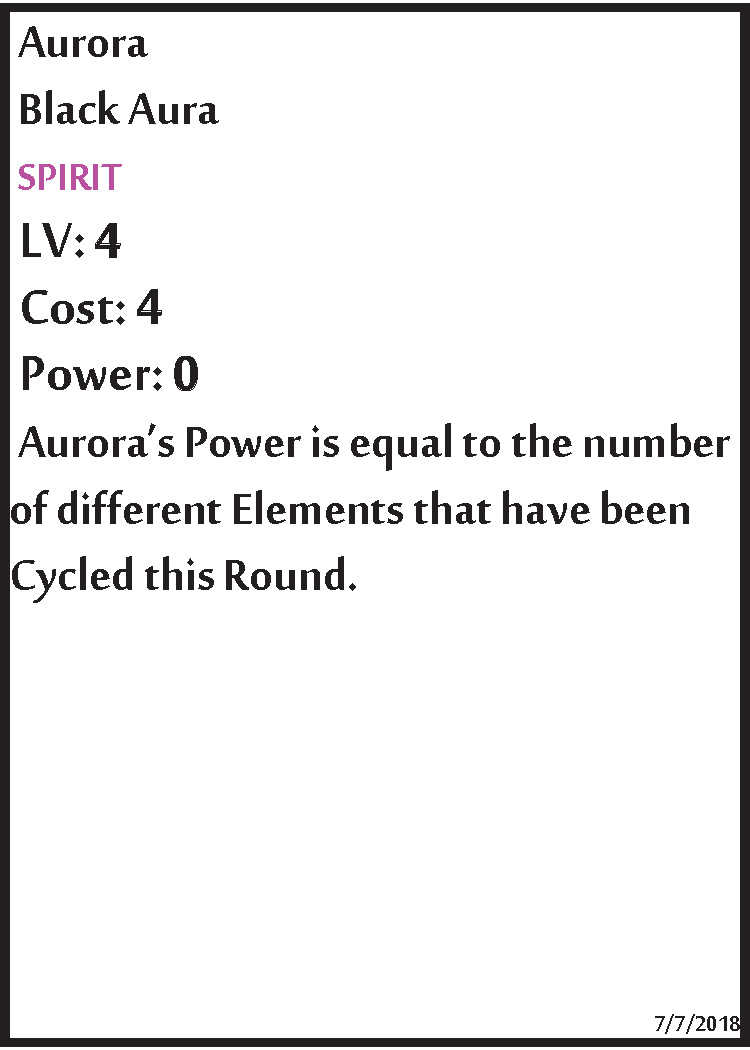 Aurora
Black Aura
SPIRIT
LV: 4
Cost: 4
Power: 0
Aurora's Power is equal to the number
of different Elements that have been
Cycled this Round.
7/7/2018